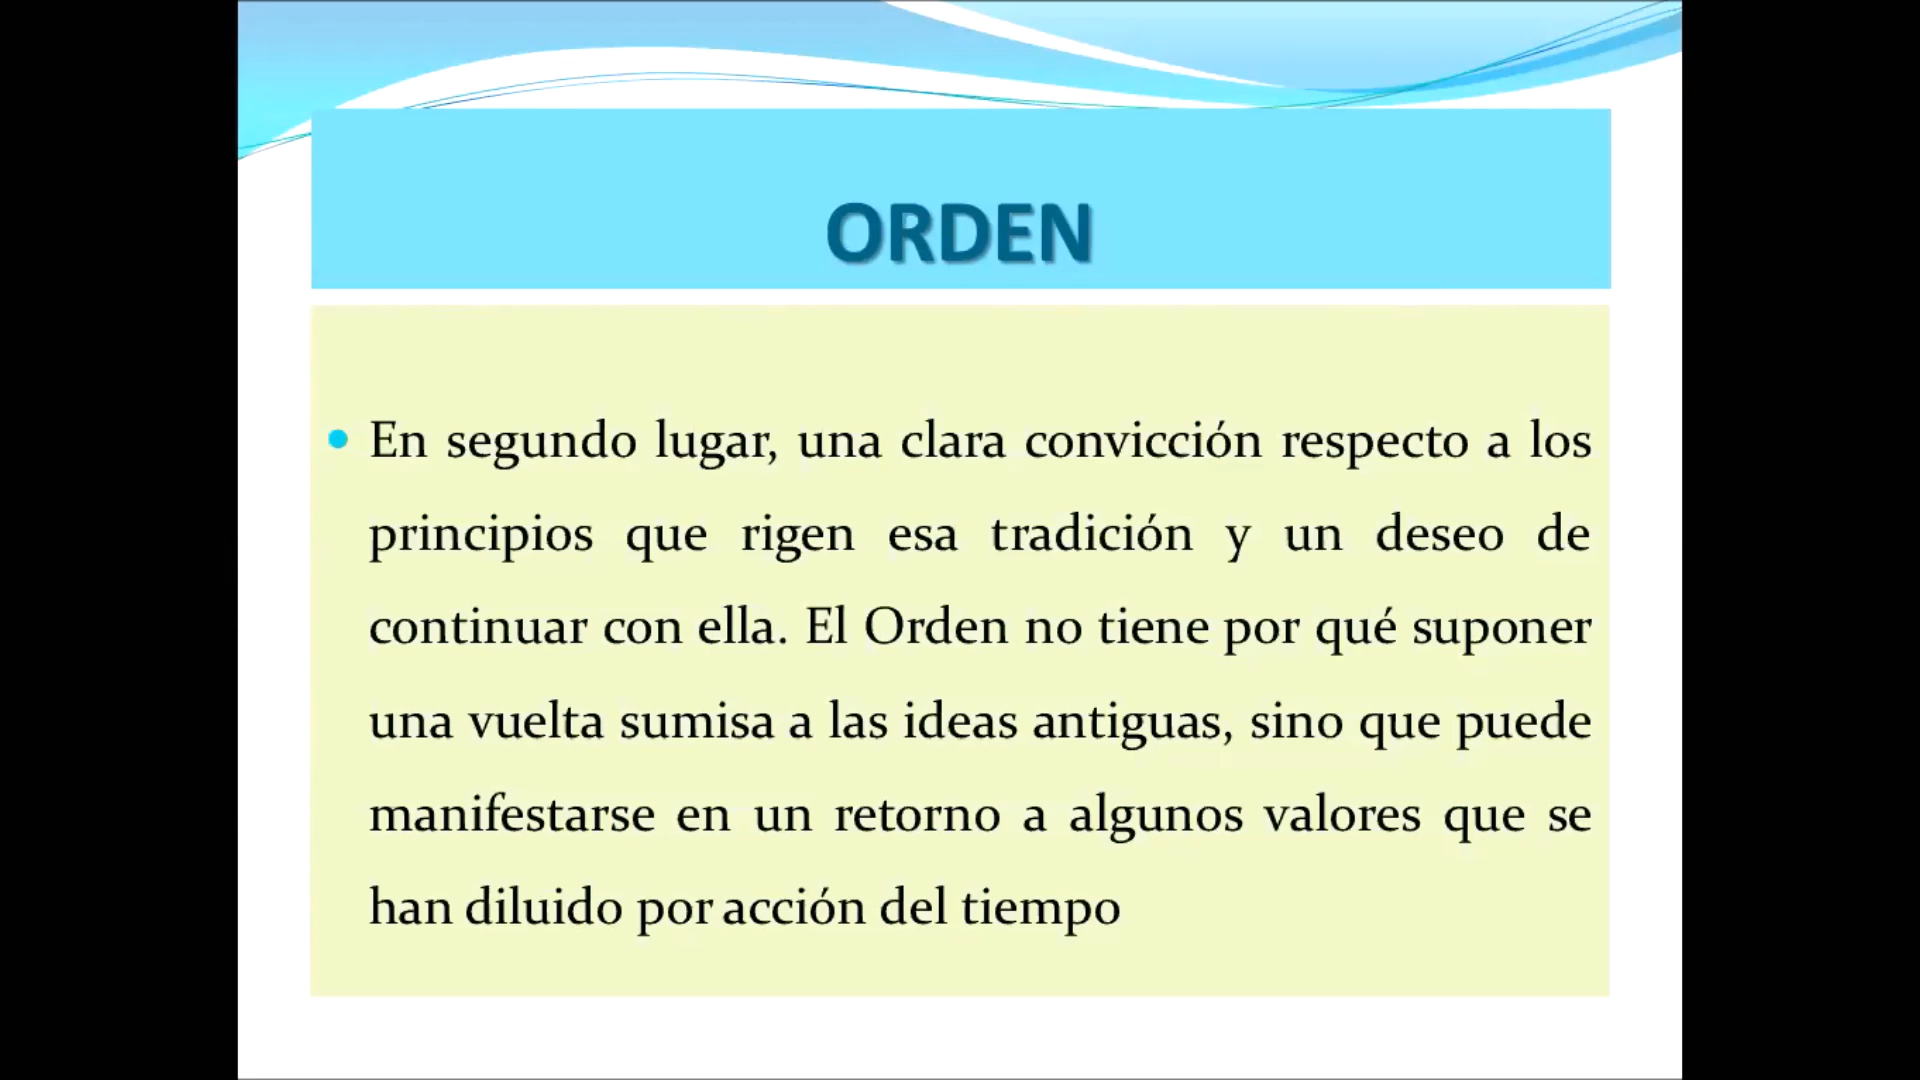 ORDEN
• En segundo lugar, una clara convicción respecto a los
principios que rigen esa tradición y un deseo de
continuar con ella. El Orden no tiene por qué suponer
una vuelta sumisa a las ideas antiguas, sino que puede
manifestarse en un retorno a algunos valores que se
han diluido por acción del tiempo